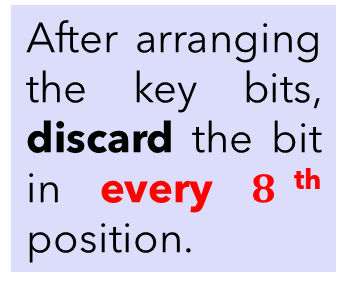 After arranging
the key bits,
discard the bit
in every 8 th
position.